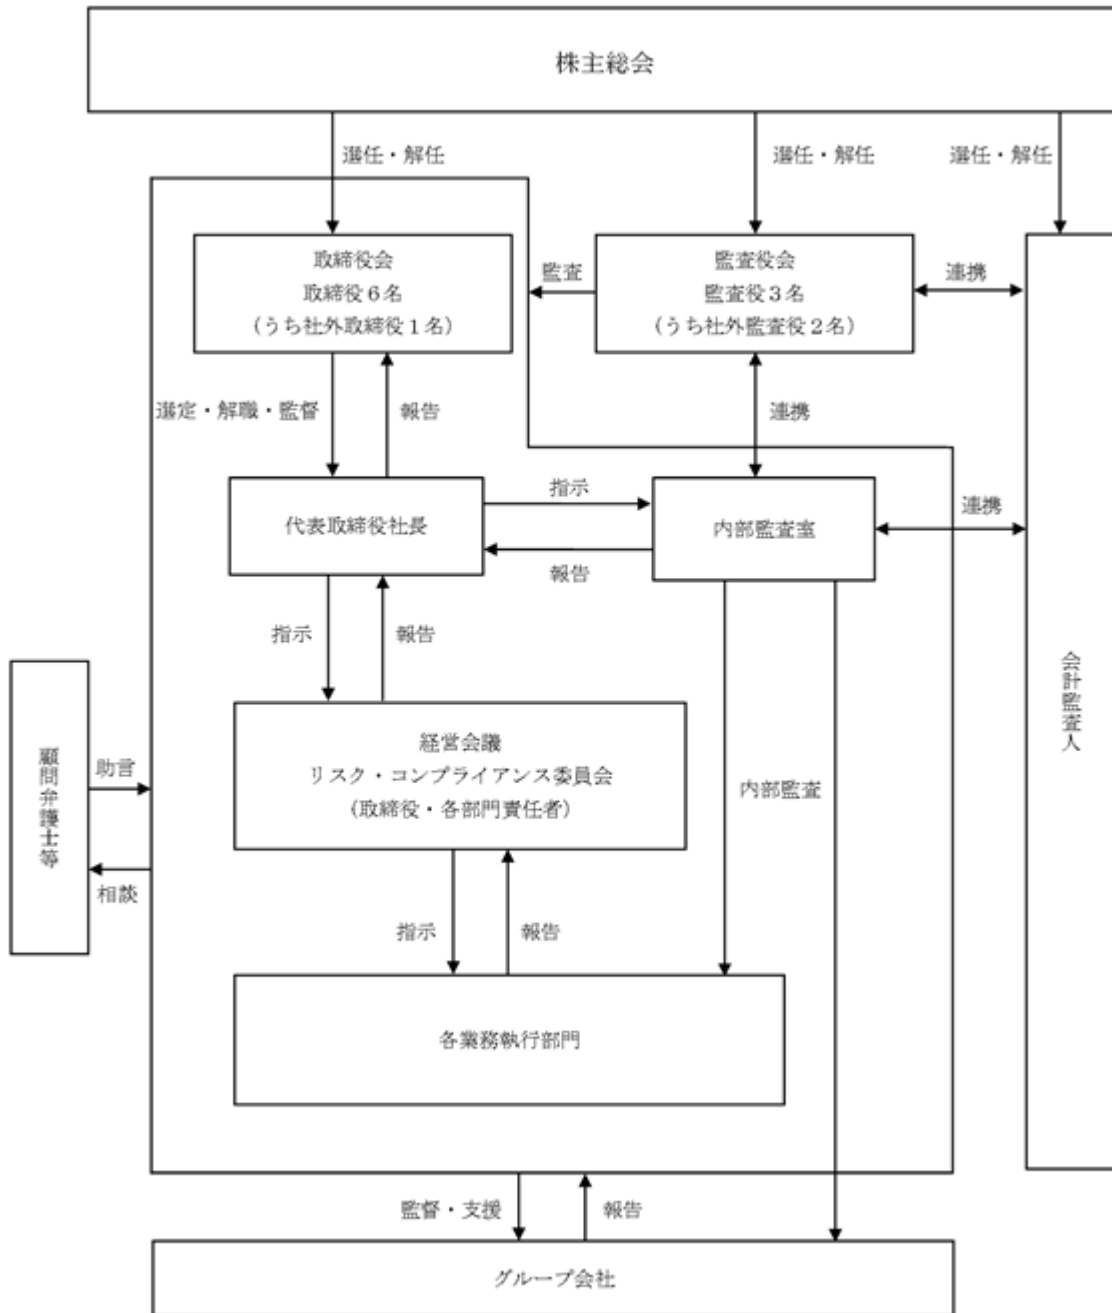 株主総会
選任・解任
選任・解任
選任・解任
取締役会
取締役6名
（うち社外取締役1名）
監査
監査役会
監査役3名
（うち社外監査役2名）
連携
選定・解職・監督
報告
連携
代表取締役社長
指示
報告
内部監査室
連携
指示
報告
会計監査人
顧問弁護士等
助言
相談
経営会議
リスク・コンプライアンス委員会
（取締役・各部門責任者）
内部監査
指示
報告
各業務執行部門
監督・支援
報告
グループ会社